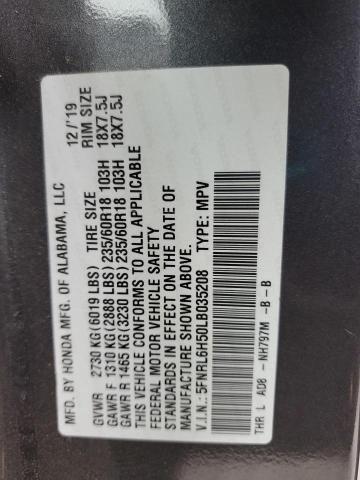 MFD. BY HONDA MFG. OF ALABAMA, LLC 12/'19
GVWR 2730 KG(6019 LBS) TIRE SIZE RIM SIZE
GAWR F 1310 KG(2888 LBS)235/60R18 103H 18X7.5J
GAWR R 1465 KG(3230 LBS)235/60R18 103H 18X7.5J
THIS VEHICLE CONFORMS TO ALL APPLICABLE
FEDERAL MOTOR VEHICLE SAFETY
STANDARDS IN EFFECT ON THE DATE OF
MANUFACTURE SHOWN ABOVE.
V.I.N.: 5FNRL6H50LB035208 TYPE: MPV
THR L AD8 - NH797M -B-B